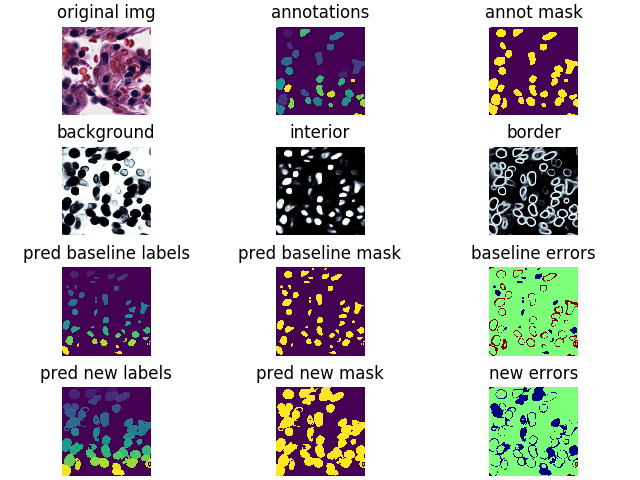 original img
annotations
annot mask
background
interior
border
pred baseline labels
pred baseline mask
baseline errors
pred new labels
pred new mask
new errors